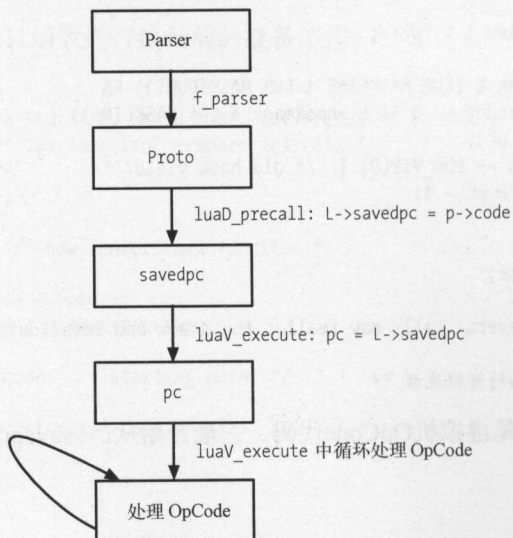 Parser
f_parser
Proto
luaD_precall: L->savedpc = p->code
savedpc
luaV_execute: pc = L->savedpc
pc
luaV_execute 中循环处理 OpCode
处理 OpCode